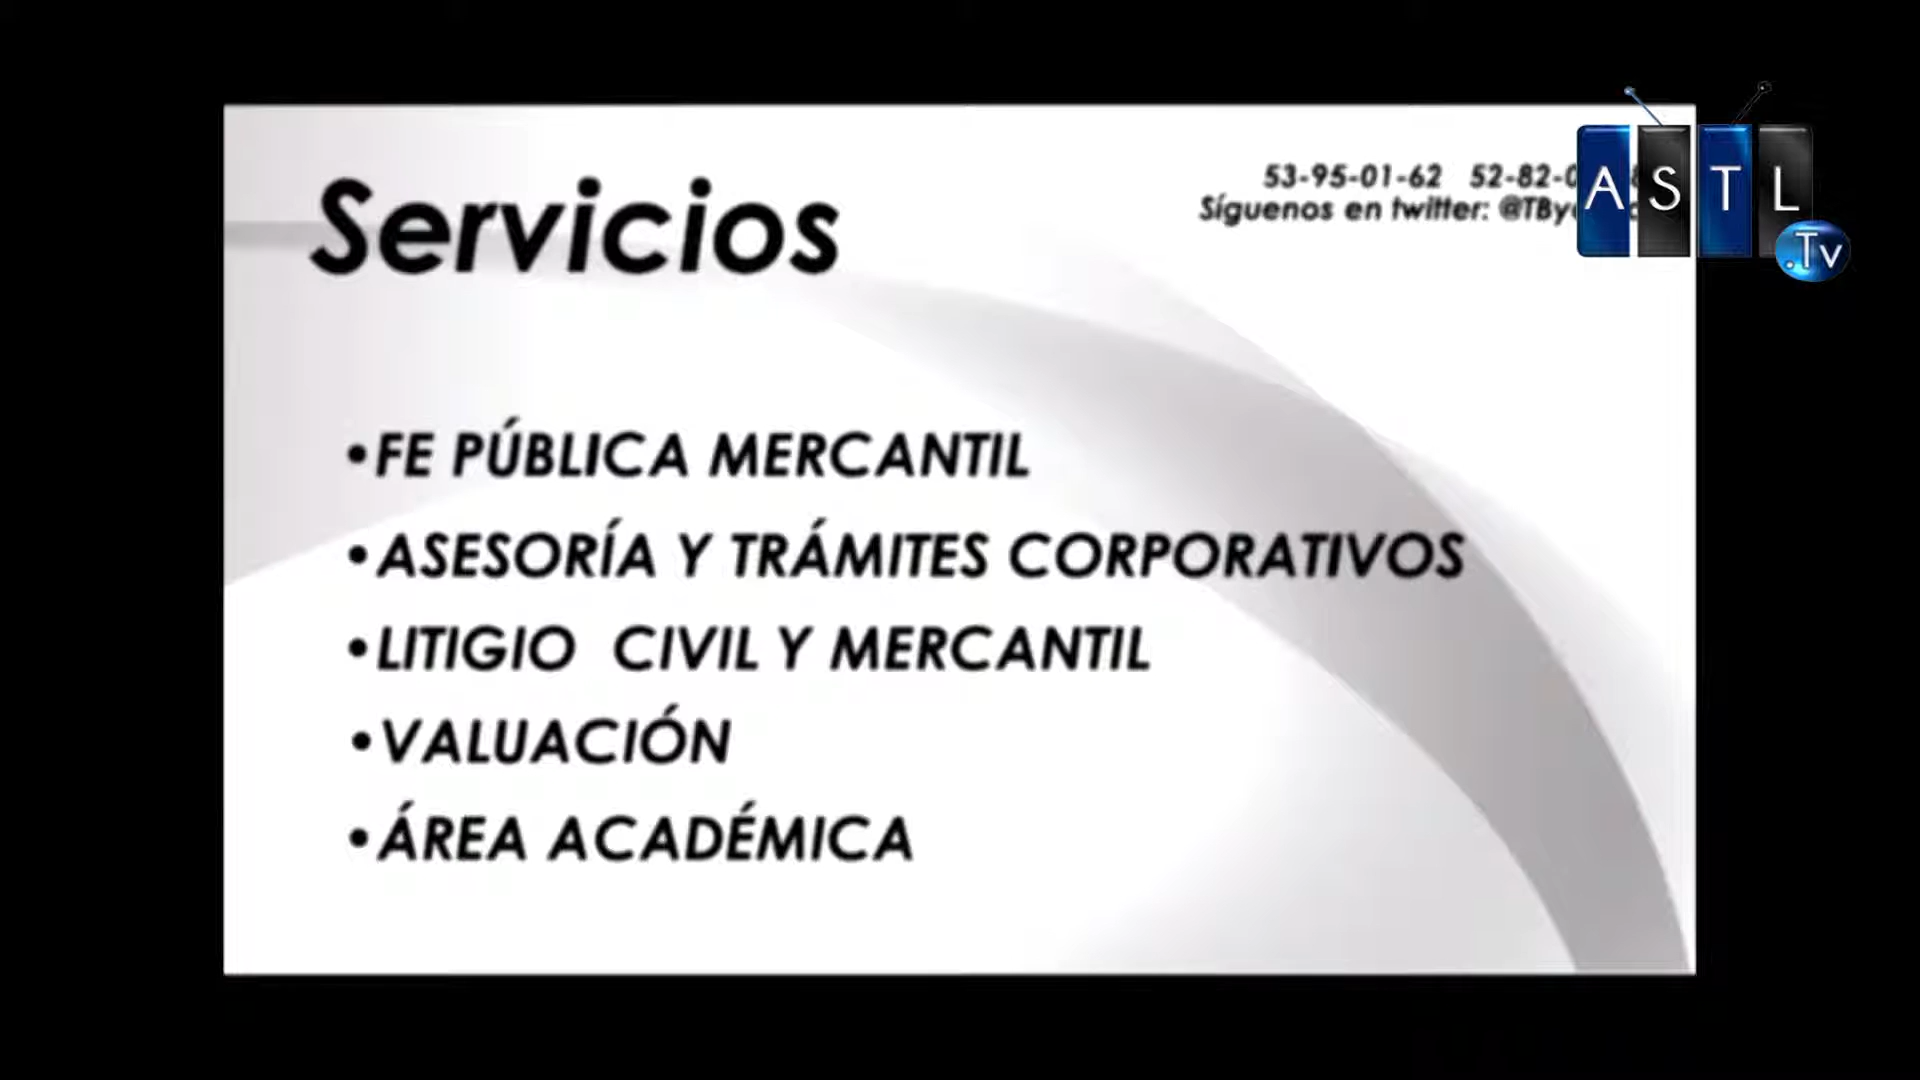 Servicios
53-95-01-62
Síguenos en twitter:
ASTL
.Tv
•FE PÚBLICA MERCANTIL
•ASESORÍA Y TRÁMITES CORPORATIVOS
•LITIGIO CIVIL Y MERCANTIL
•VALUACIÓN
•ÁREA ACADÉMICA